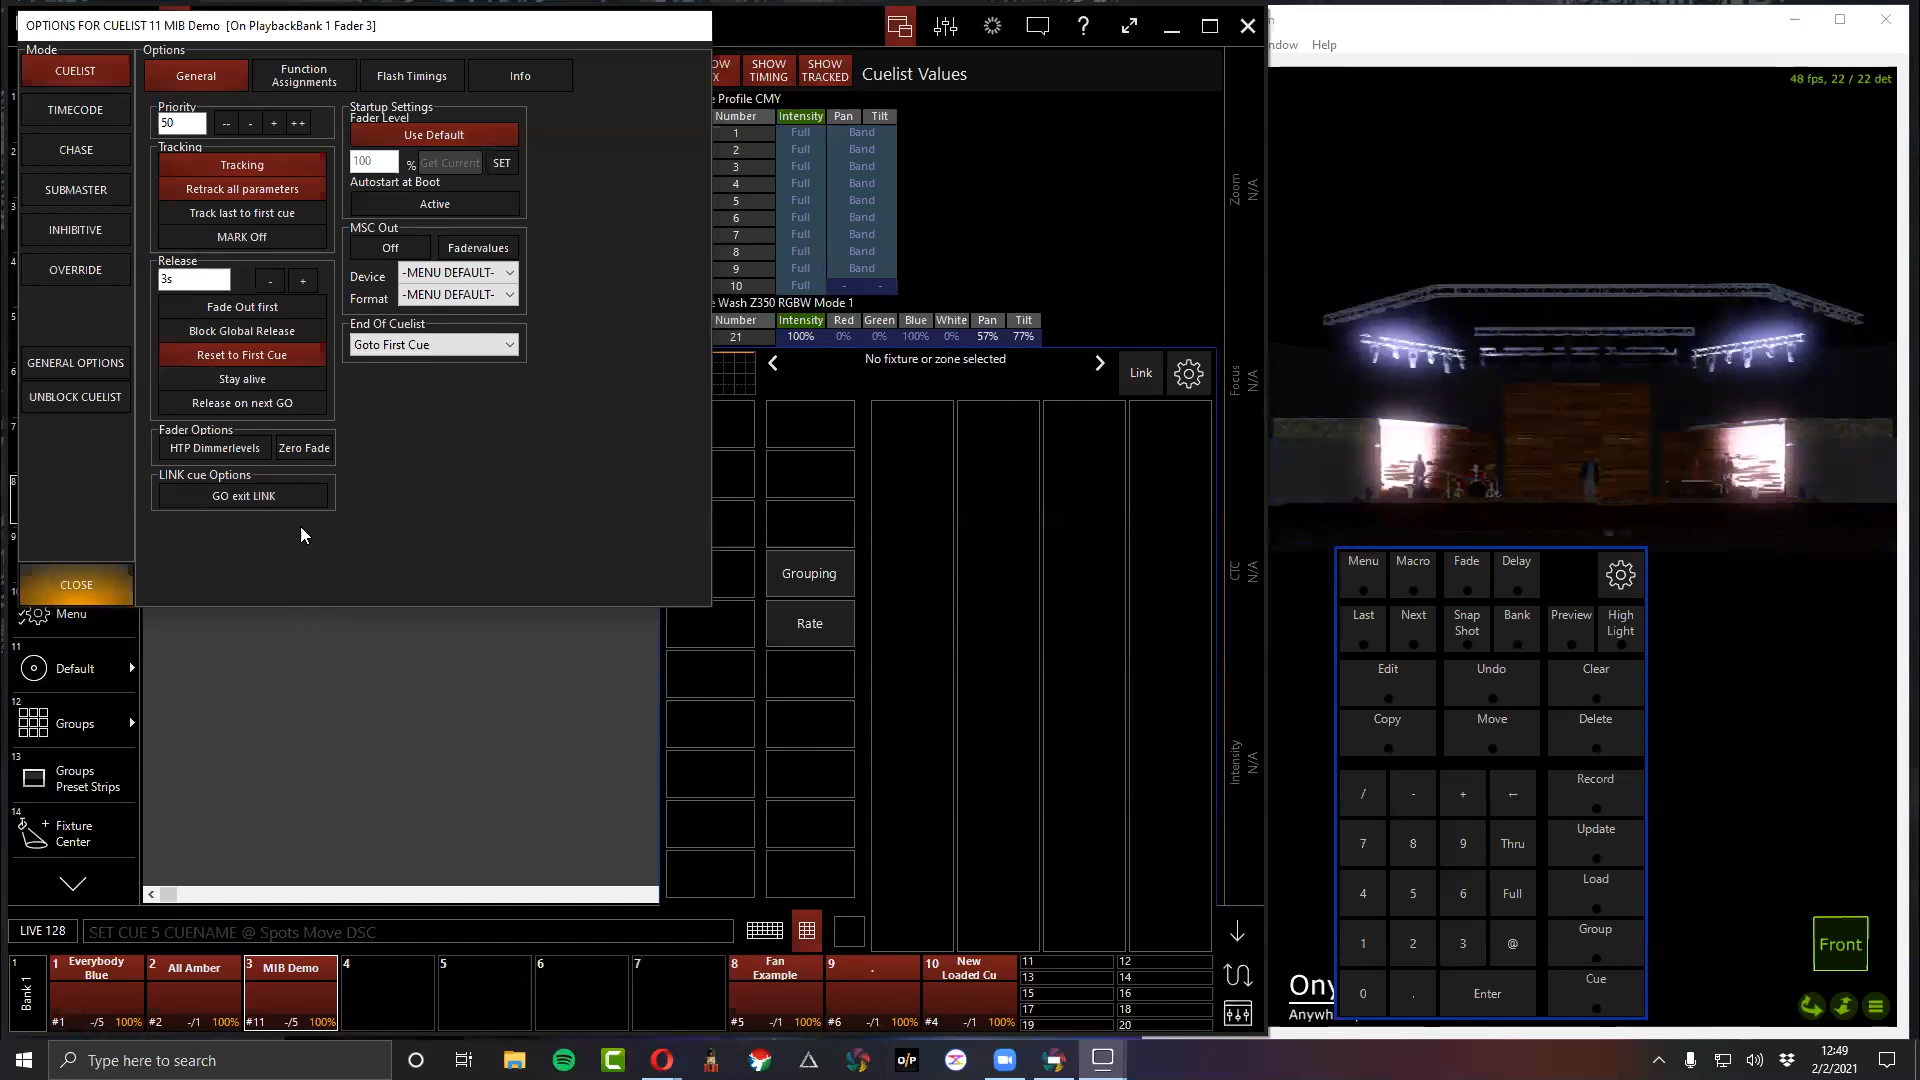 OPTIONS FOR CUELIST 11 MIB Demo [On PlaybackBank 1 Fader 3]
Mode
CUELIST
TIMECODE
CHASE
SUBMASTER
INHIBITIVE
OVERRIDE
GENERAL OPTIONS
UNBLOCK CUELIST
CLOSE
Options
General
Function
Assignments
Flash Timings
Info
Priority
50
--
-
+
++
Tracking
Tracking
Retrack all parameters
Track last to first cue
MARK Off
Release
3s
-
+
Fade Out first
Block Global Release
Reset to First Cue
Stay alive
Release on next GO
Fader Options
HTP Dimmerlevels
Zero Fade
LINK cue Options
GO exit LINK
Startup Settings
Fader Level
Use Default
100
%
Get Current
SET
Autostart at Boot
Active
MSC Out
Off
Fadervalues
Device
-MENU DEFAULT-
Format
-MENU DEFAULT-
End Of Cuelist
Goto First Cue
SHOW
TIMING
SHOW
TRACKED
Cuelist Values
Profile CMY
Number Intensity Pan Tilt
1 Full Band
2 Full Band
3 Full Band
4 Full Band
5 Full Band
6 Full Band
7 Full Band
8 Full Band
9 Full Band
10 Full - -
Wash Z350 RGBW Mode 1
Number Intensity Red Green Blue White Pan Tilt
21 100% 0% 0% 100% 0% 57% 77%
No fixture or zone selected
Link
Grouping
Rate
Zoom
N/A
Focus
N/A
CTC
N/A
Intensity
N/A
1
2
3
4
5
6
7
8
9
Menu
11
Default
12
Groups
13
Groups
Preset Strips
14
Fixture
Center
LIVE 128
SET CUE 5 CUENAME @ Spots Move DSC
1
Bank 1
1 Everybody
Blue
#1 -/5 100%
2 All Amber
#2 -/1 100%
3 MIB Demo
#11 -/5 100%
4
5
6
7
8 Fan
Example
#5 -/1 100%
9 .
#6 -/1 100%
10 New
Loaded Cu
#4 -/1 100%
11 12
13 14
15 16
17 18
19 20
Help
48 fps, 22 / 22 det
Menu Macro Fade Delay
Last Next Snap
Shot Bank Preview High
Light
Edit Undo Clear
Copy Move Delete
/ - + ← Record
7 8 9 Thru Update
4 5 6 Full Load
1 2 3 @ Group
0 . Enter Cue
Front
Type here to search
O/P
12:49
2/2/2021